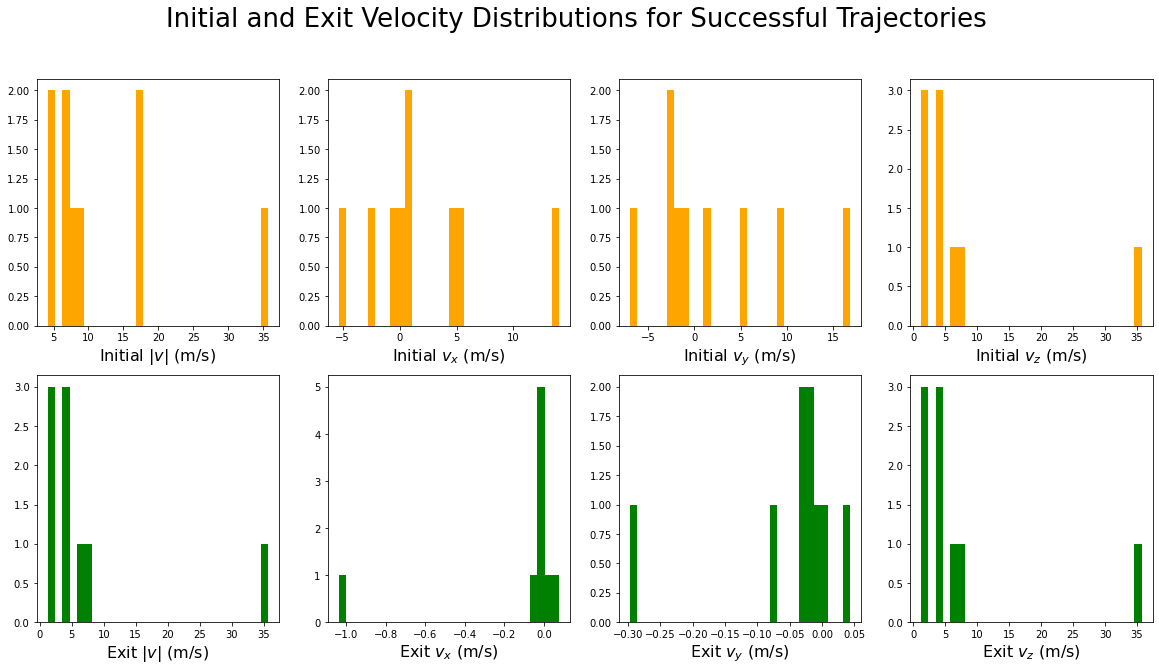 Initial and Exit Velocity Distributions for Successful Trajectories
2.00 1.75 1.50 1.25 1.00 0.75 0.50 0.25 0.00
5 10 15 20 25 30 35
Initial |v| (m/s)
2.00 1.75 1.50 1.25 1.00 0.75 0.50 0.25 0.00
−5 0 5 10
Initial v_x (m/s)
2.00 1.75 1.50 1.25 1.00 0.75 0.50 0.25 0.00
−5 0 5 10 15
Initial v_y (m/s)
3.0 2.5 2.0 1.5 1.0 0.5 0.0
0 5 10 15 20 25 30 35
Initial v_z (m/s)
3.0 2.5 2.0 1.5 1.0 0.5 0.0
0 5 10 15 20 25 30 35
Exit |v| (m/s)
5 4 3 2 1 0
−1.0 −0.8 −0.6 −0.4 −0.2 0.0
Exit v_x (m/s)
2.00 1.75 1.50 1.25 1.00 0.75 0.50 0.25 0.00
−0.30 −0.25 −0.20 −0.15 −0.10 −0.05 0.00 0.05
Exit v_y (m/s)
3.0 2.5 2.0 1.5 1.0 0.5 0.0
0 5 10 15 20 25 30 35
Exit v_z (m/s)